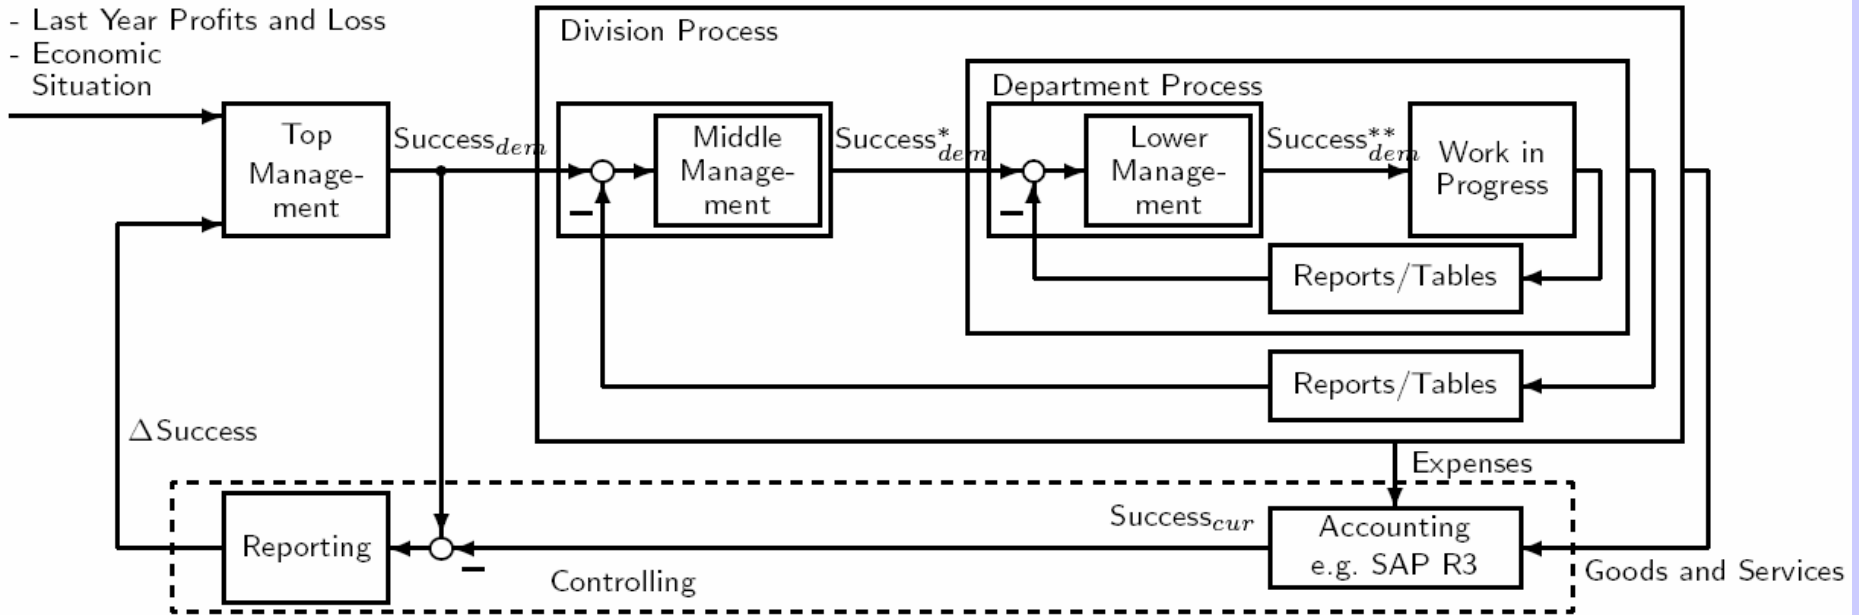 - Last Year Profits and Loss
- Economic
Situation
Division Process
Department Process
Top
Manage-
ment
Success_dem
Middle
Manage-
ment
Success*_dem
Lower
Manage-
ment
Success**_dem
Work in
Progress
Reports/Tables
Reports/Tables
ΔSuccess
Expenses
Reporting
Controlling
Success_cur
Accounting
e.g. SAP R3
Goods and Services